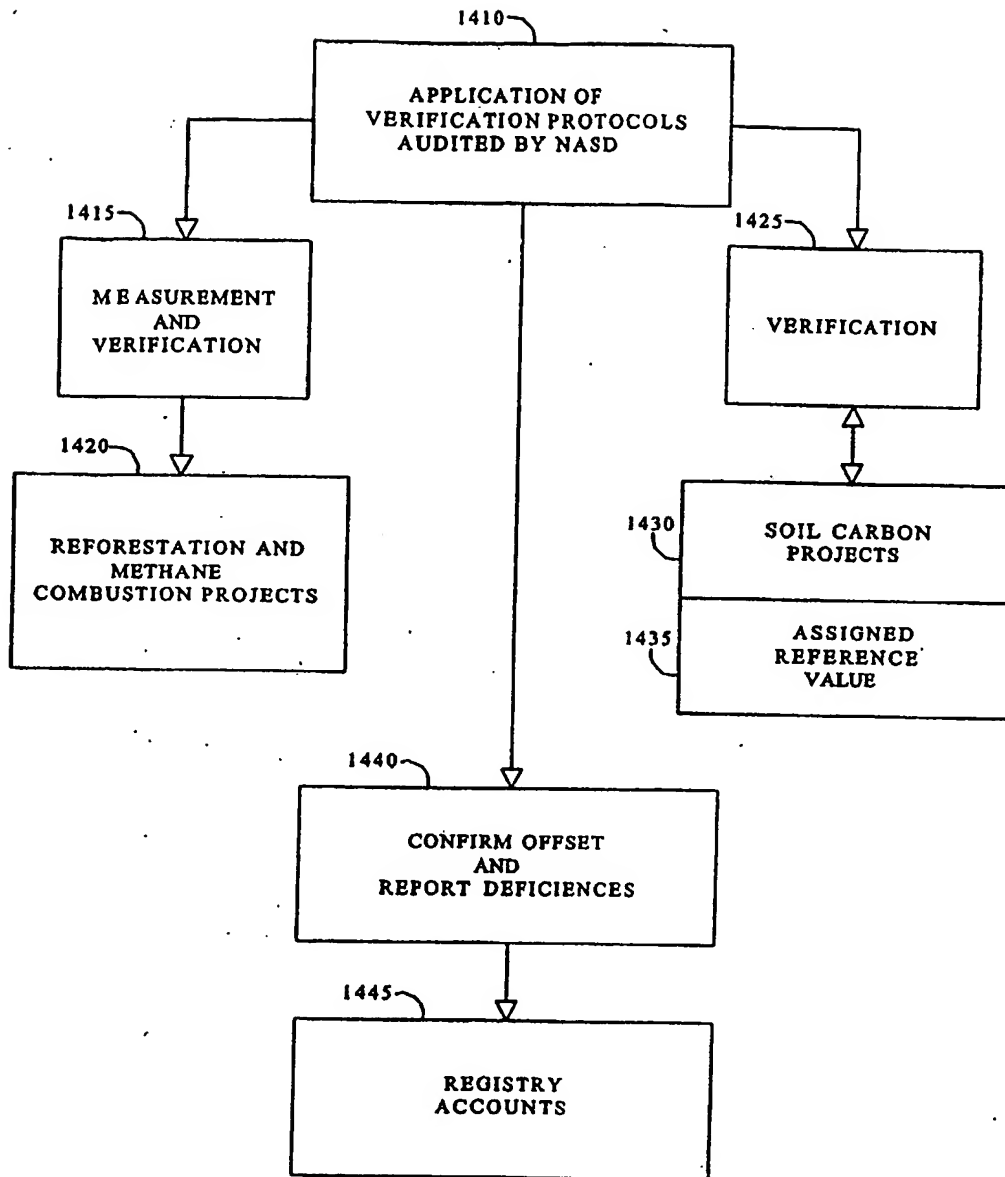 1410
APPLICATION OF
VERIFICATION PROTOCOLS
AUDITED BY NASD
1415
MEASUREMENT
AND
VERIFICATION
1425
VERIFICATION
1420
REFORESTATION AND
METHANE
COMBUSTION PROJECTS
1430
SOIL CARBON
PROJECTS
1435
ASSIGNED
REFERENCE
VALUE
1440
CONFIRM OFFSET
AND
REPORT DEFICIENCES
1445
REGISTRY
ACCOUNTS